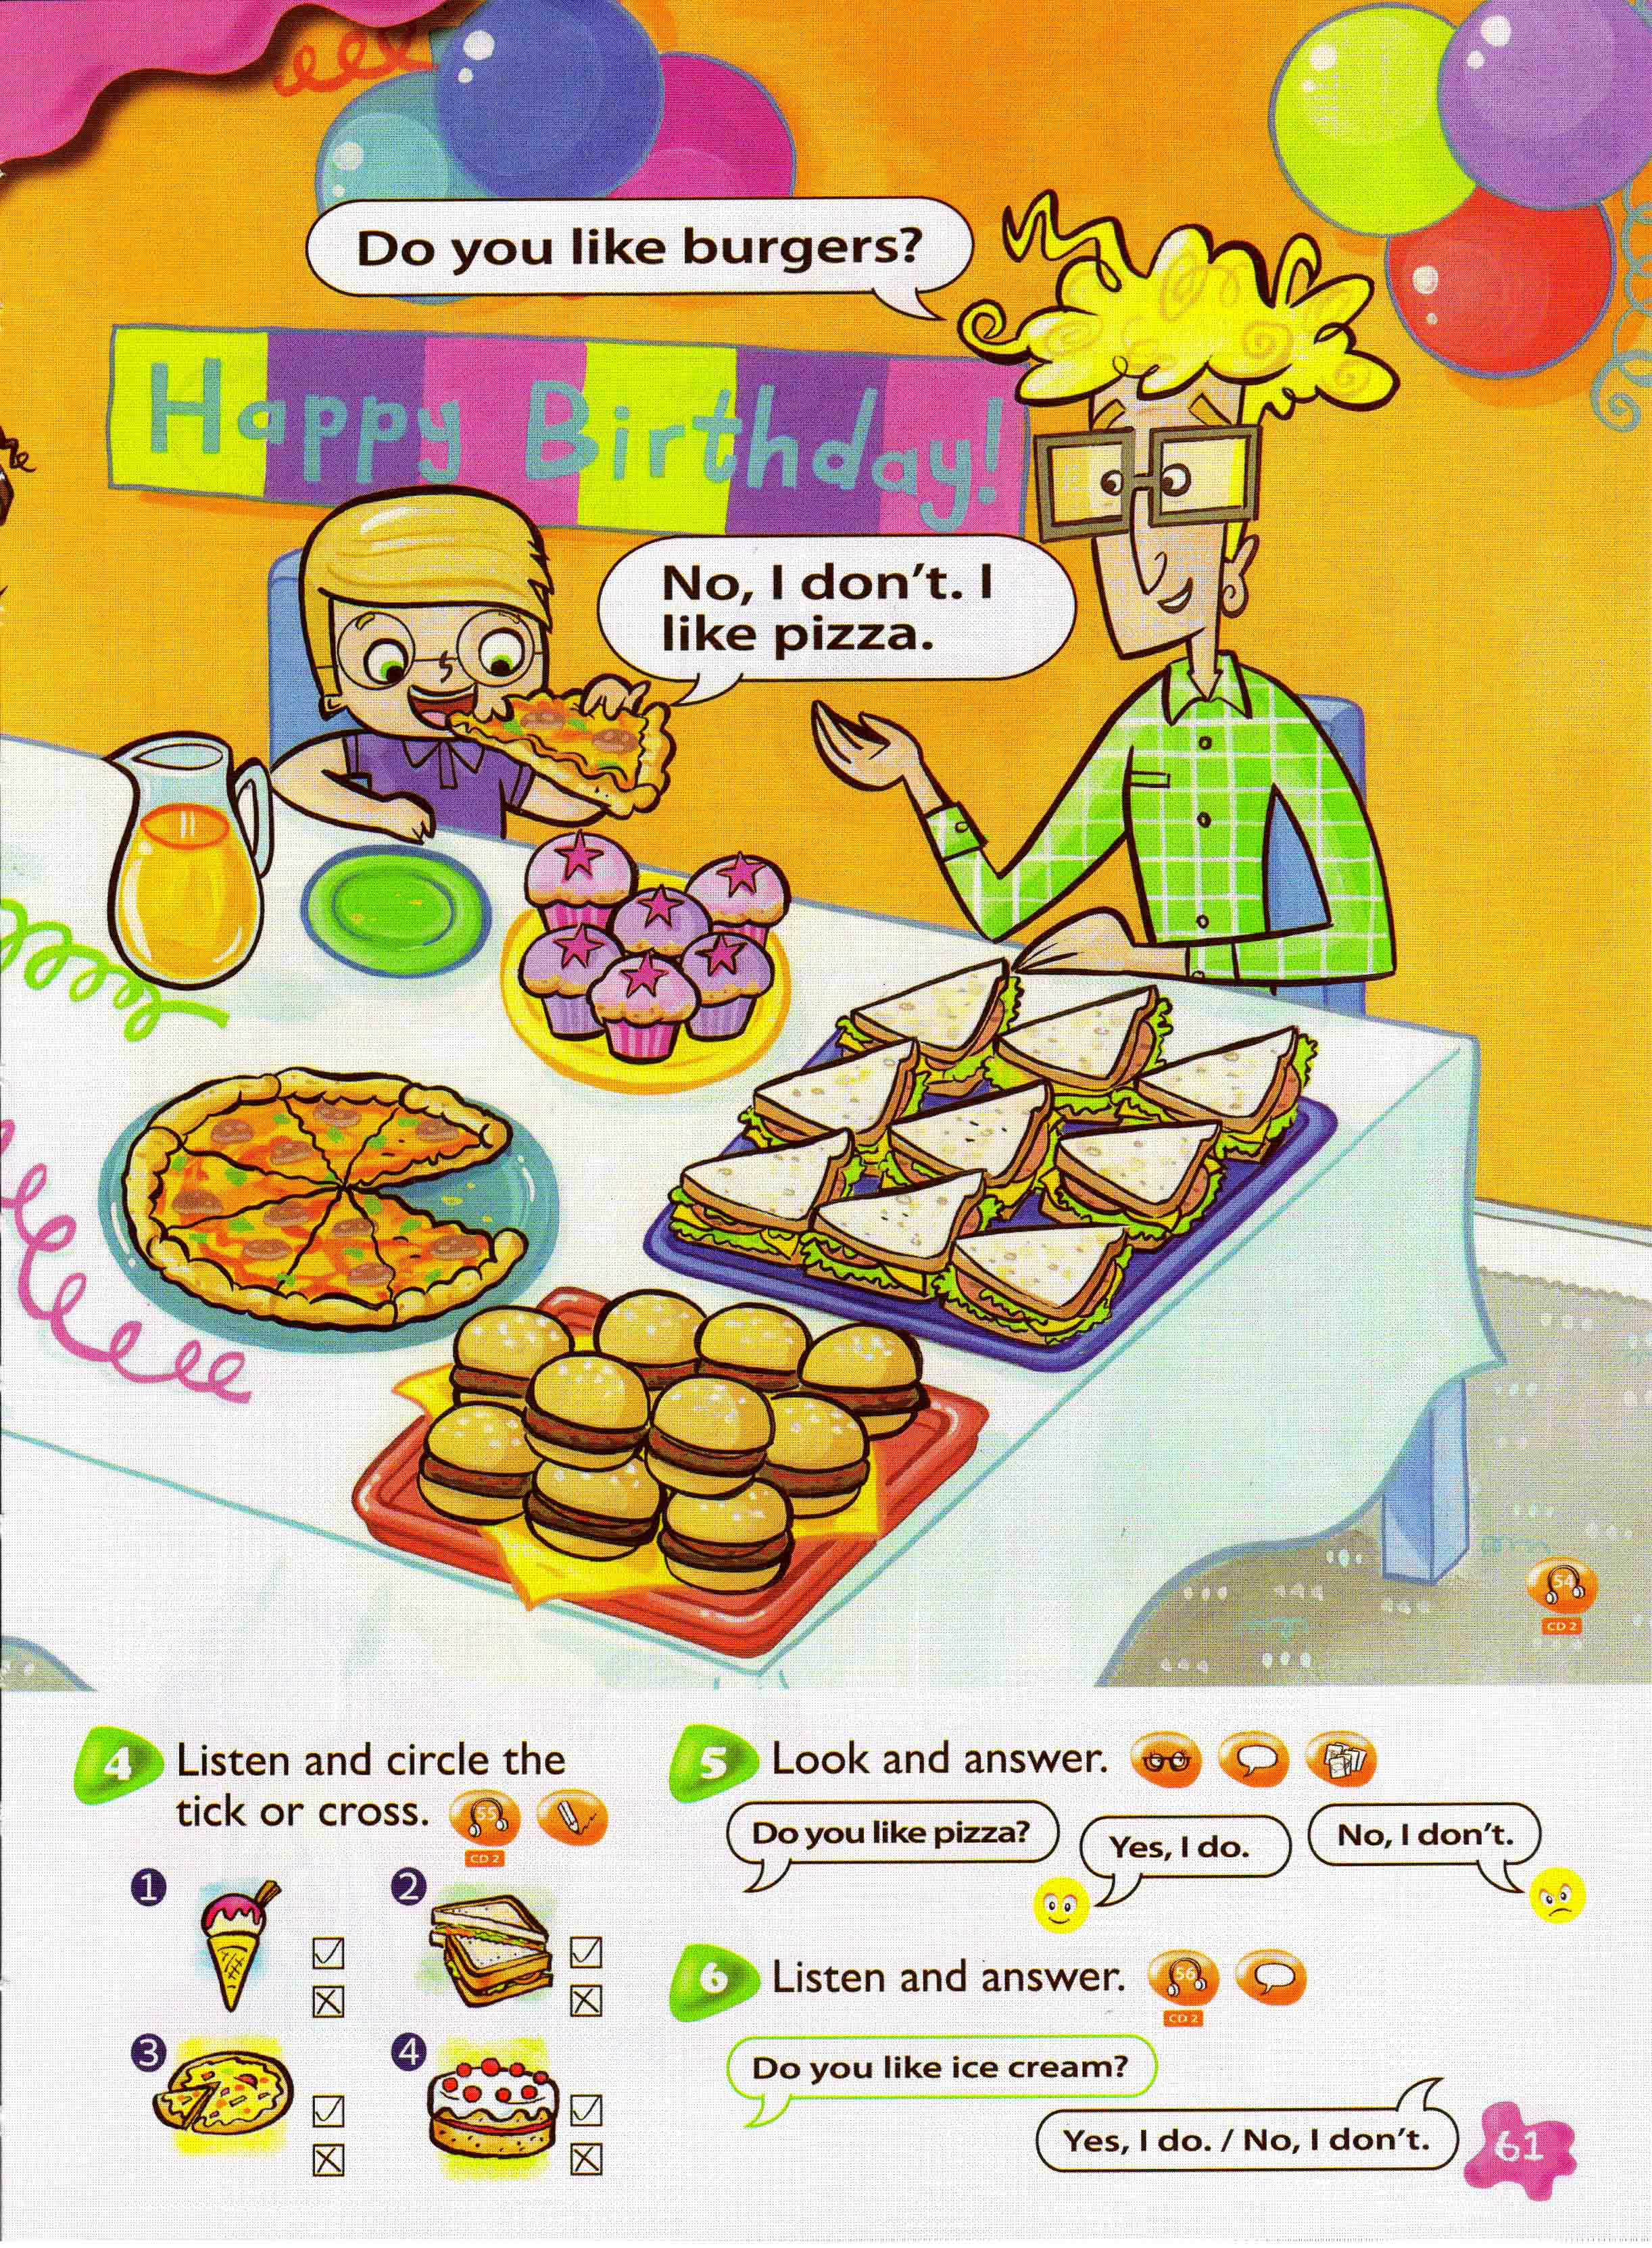 Do you like burgers?
Happy Birthday!
No, I don't. I
like pizza.
54
CD 2
4 Listen and circle the
tick or cross.
55
CD 2
1
2
3
4
5 Look and answer.
Do you like pizza?
Yes, I do.
No, I don't.
6 Listen and answer.
56
CD 2
Do you like ice cream?
Yes, I do. / No, I don't.
61